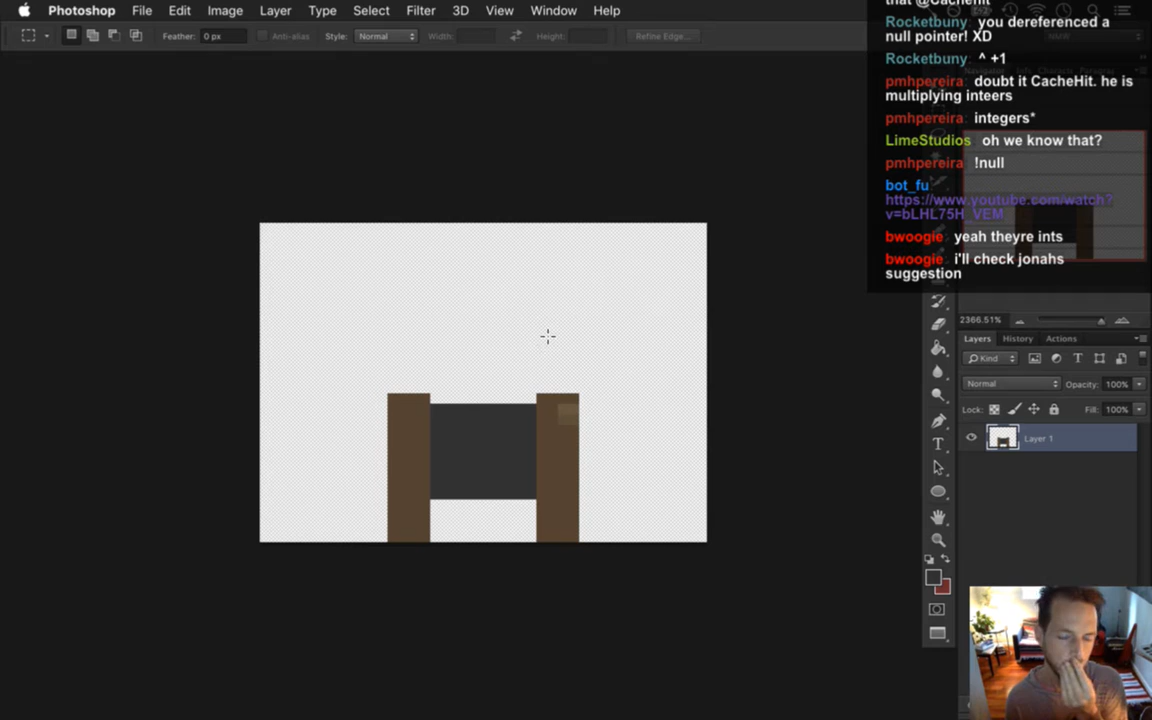 Photoshop File Edit Image Layer Type Select Filter 3D View Window Help
Feather: 0 px Anti-alias Style: Normal Width: Height: Refine Edge...
that @CacheHit
Rocketbuny: you dereferenced a
null pointer! XD
Rocketbuny: ^ +1
pmhpereira: doubt it CacheHit. he is
multiplying inteers
pmhpereira: integers*
LimeStudios: oh we know that?
pmhpereira: !null
bot_fu:
https://www.youtube.com/watch?
v=bLHL75H_VEM
bwoogie: yeah theyre ints
bwoogie: i'll check jonahs
suggestion
2366.51%
Layers History Actions
Kind
Normal Opacity: 100%
Lock: Fill: 100%
Layer 1